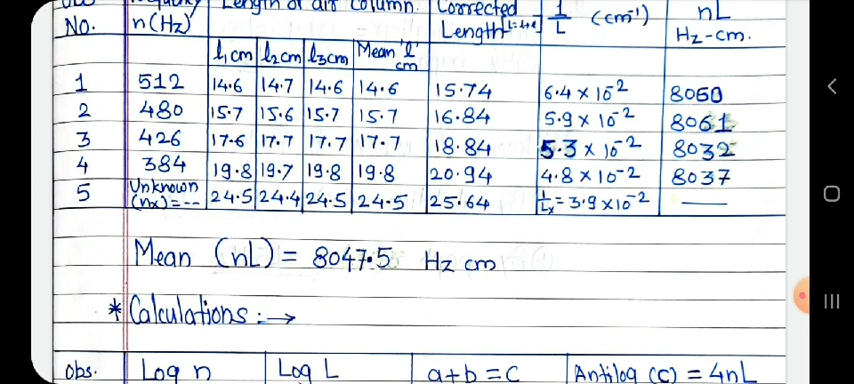 Length of air column. Corrected 1/L (cm⁻¹) nL
No. n(Hz) Length [L=l+e] Hz-cm.
l₁cm l₂cm l₃cm Mean 'l' cm
1 512 14.6 14.7 14.6 14.6 15.74 6.4 × 10⁻² 8060
2 480 15.7 15.6 15.7 15.7 16.84 5.9 × 10⁻² 8061
3 426 17.6 17.7 17.7 17.7 18.84 5.3 × 10⁻² 8032
4 384 19.8 19.7 19.8 19.8 20.94 4.8 × 10⁻² 8037
5 Unknown (nx)=-- 24.5 24.4 24.5 24.5 25.64 1/Lx = 3.9 × 10⁻² —
Mean (nL) = 8047.5 Hz cm
* Calculations :→
Obs. Log n Log L a+b = c Antilog (c) = 4nL